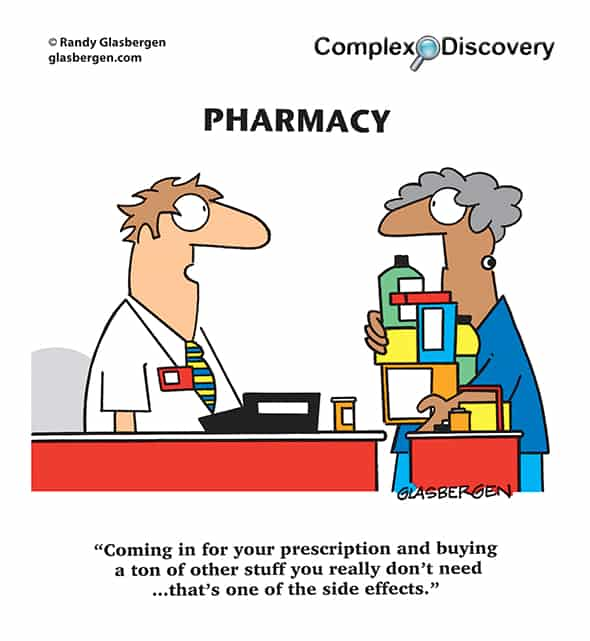 © Randy Glasbergen
glasbergen.com
Complex Discovery
PHARMACY
GLASBERGEN
“Coming in for your prescription and buying
a ton of other stuff you really don’t need
...that’s one of the side effects.”